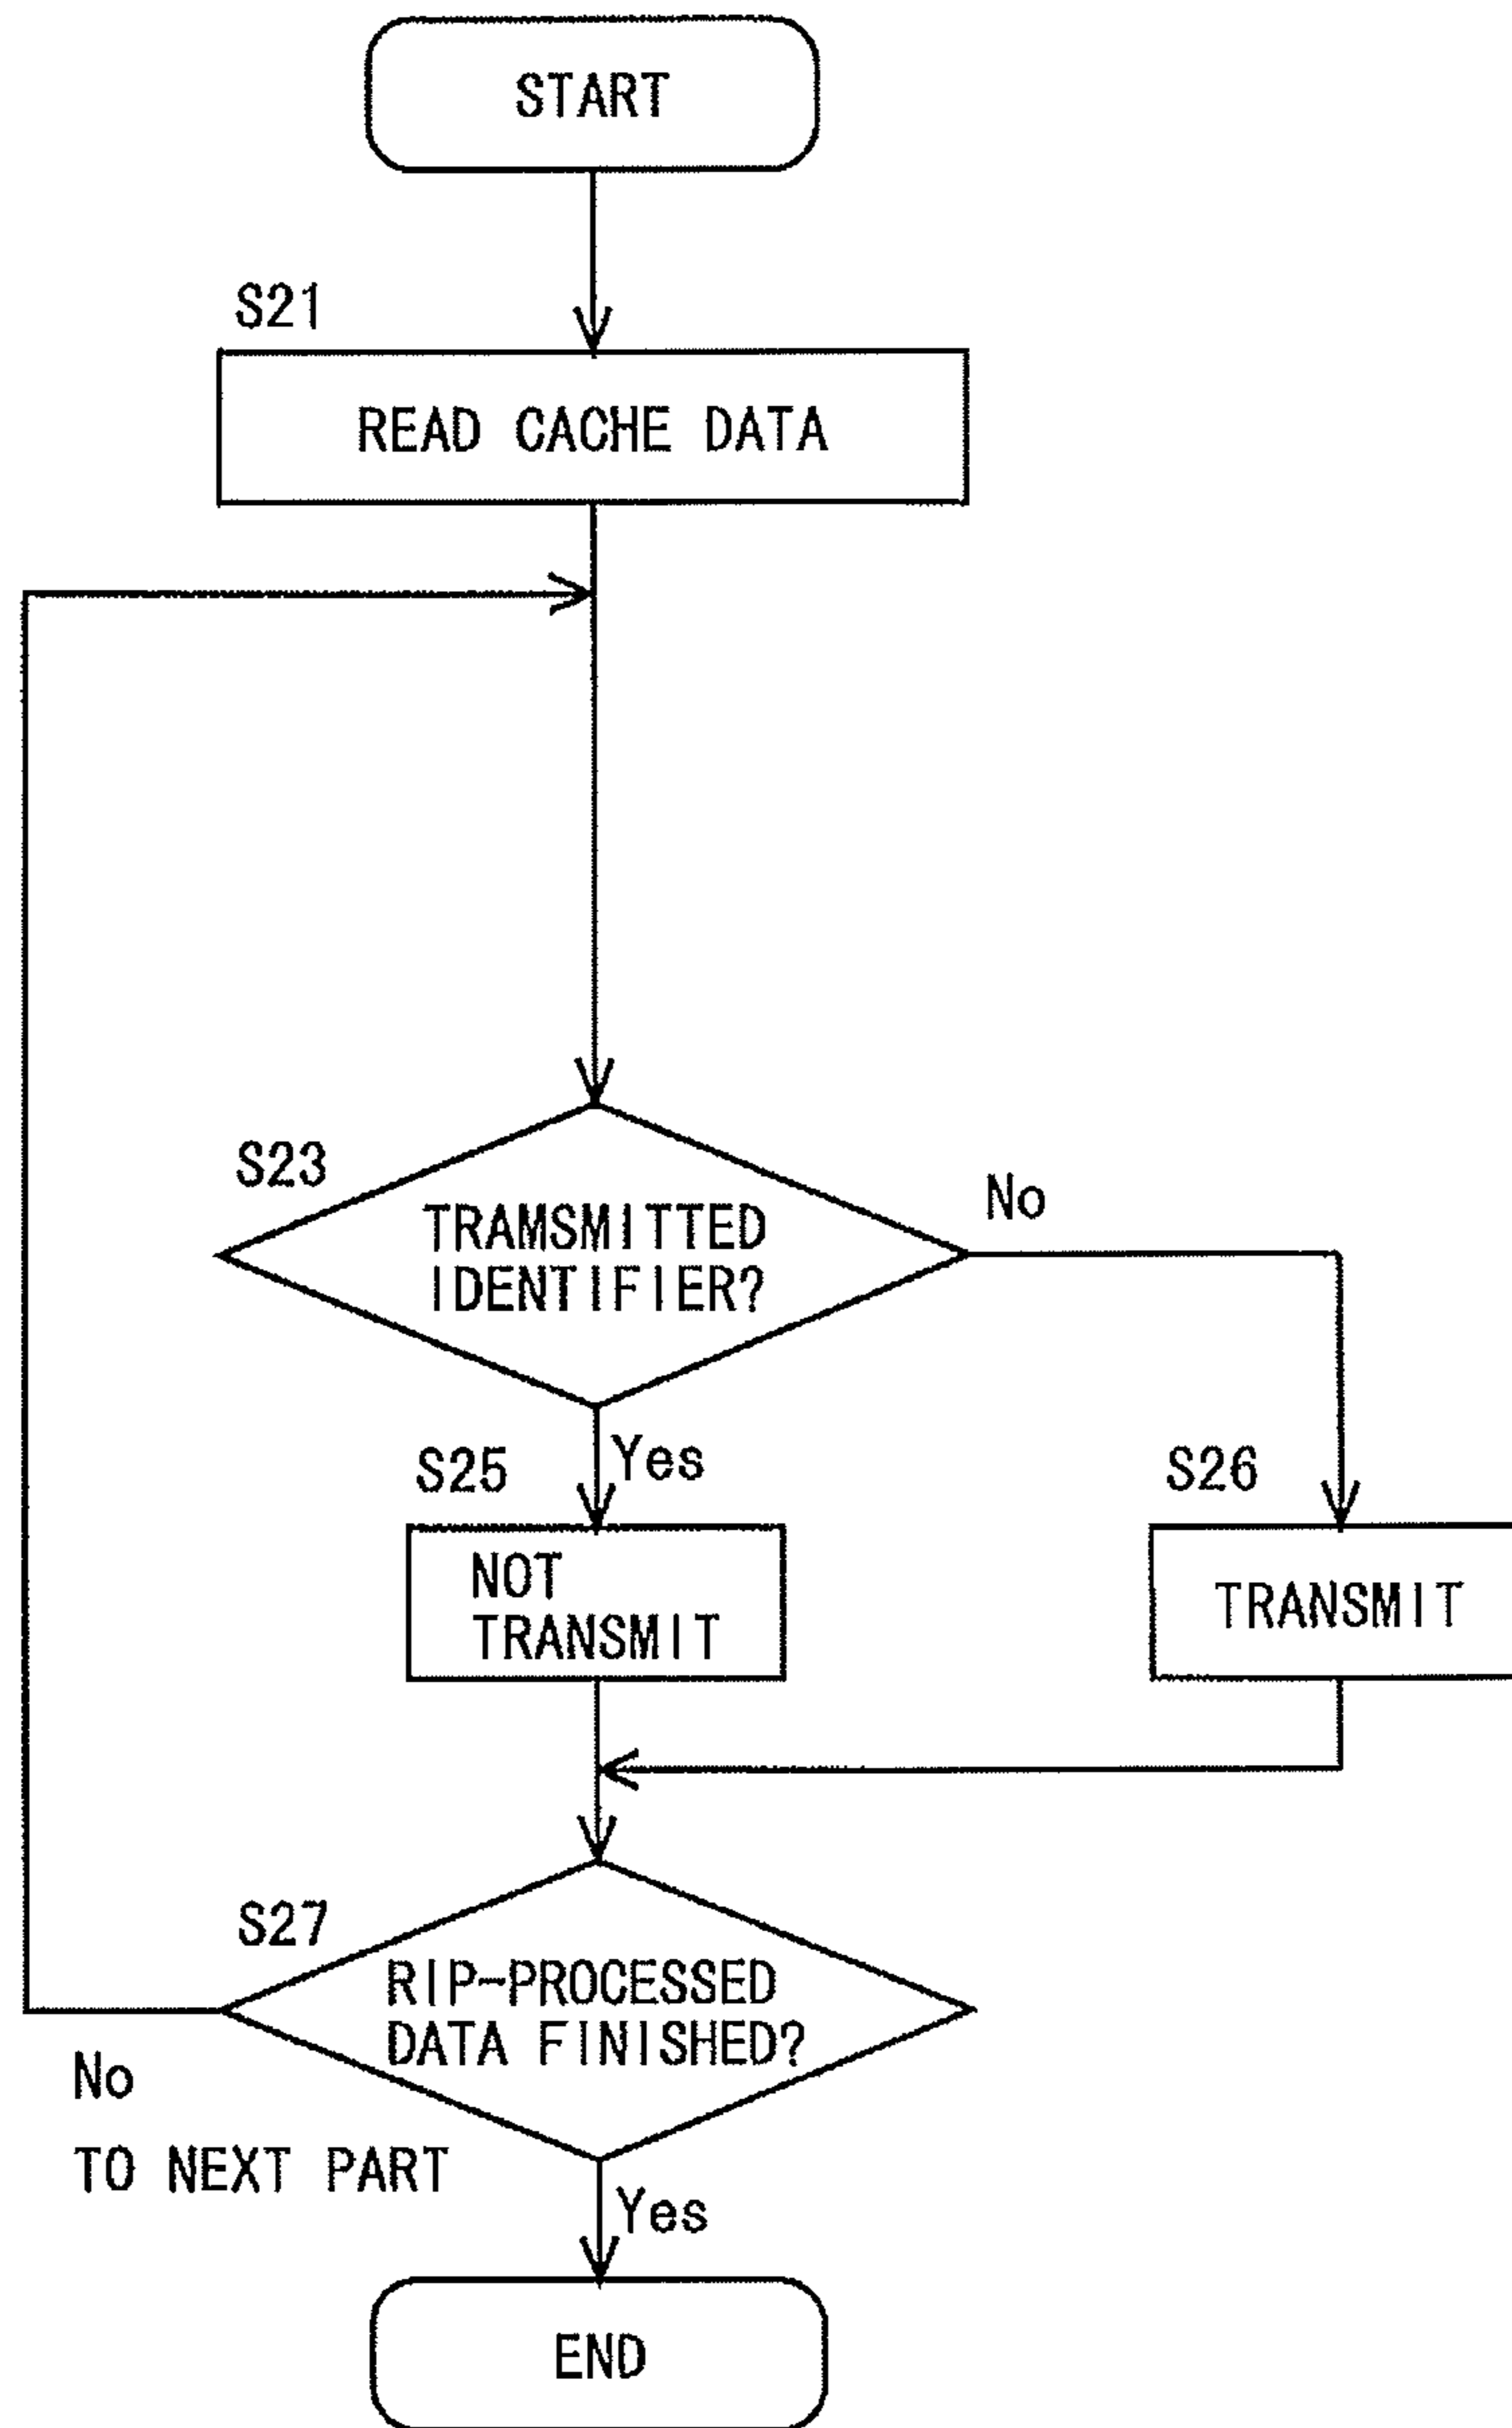 START
S21
READ CACHE DATA
S23
TRAMSMITTED
IDENTIFIER?
No
S25
Yes
S26
NOT
TRANSMIT
TRANSMIT
S27
RIP-PROCESSED
DATA FINISHED?
No
TO NEXT PART
Yes
END